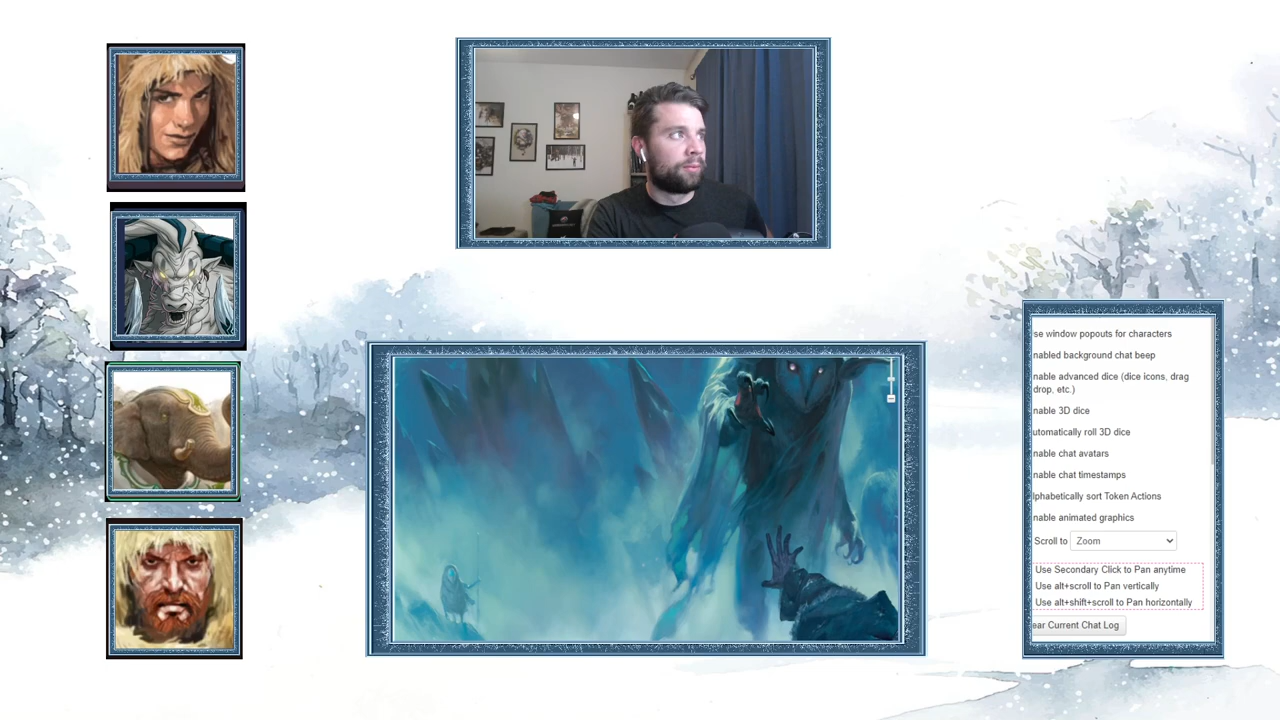 se window popouts for characters
nabled background chat beep
nable advanced dice (dice icons, drag
drop, etc.)
nable 3D dice
utomatically roll 3D dice
nable chat avatars
nable chat timestamps
lphabetically sort Token Actions
nable animated graphics
Scroll to Zoom
Use Secondary Click to Pan anytime
Use alt+scroll to Pan vertically
Use alt+shift+scroll to Pan horizontally
ear Current Chat Log